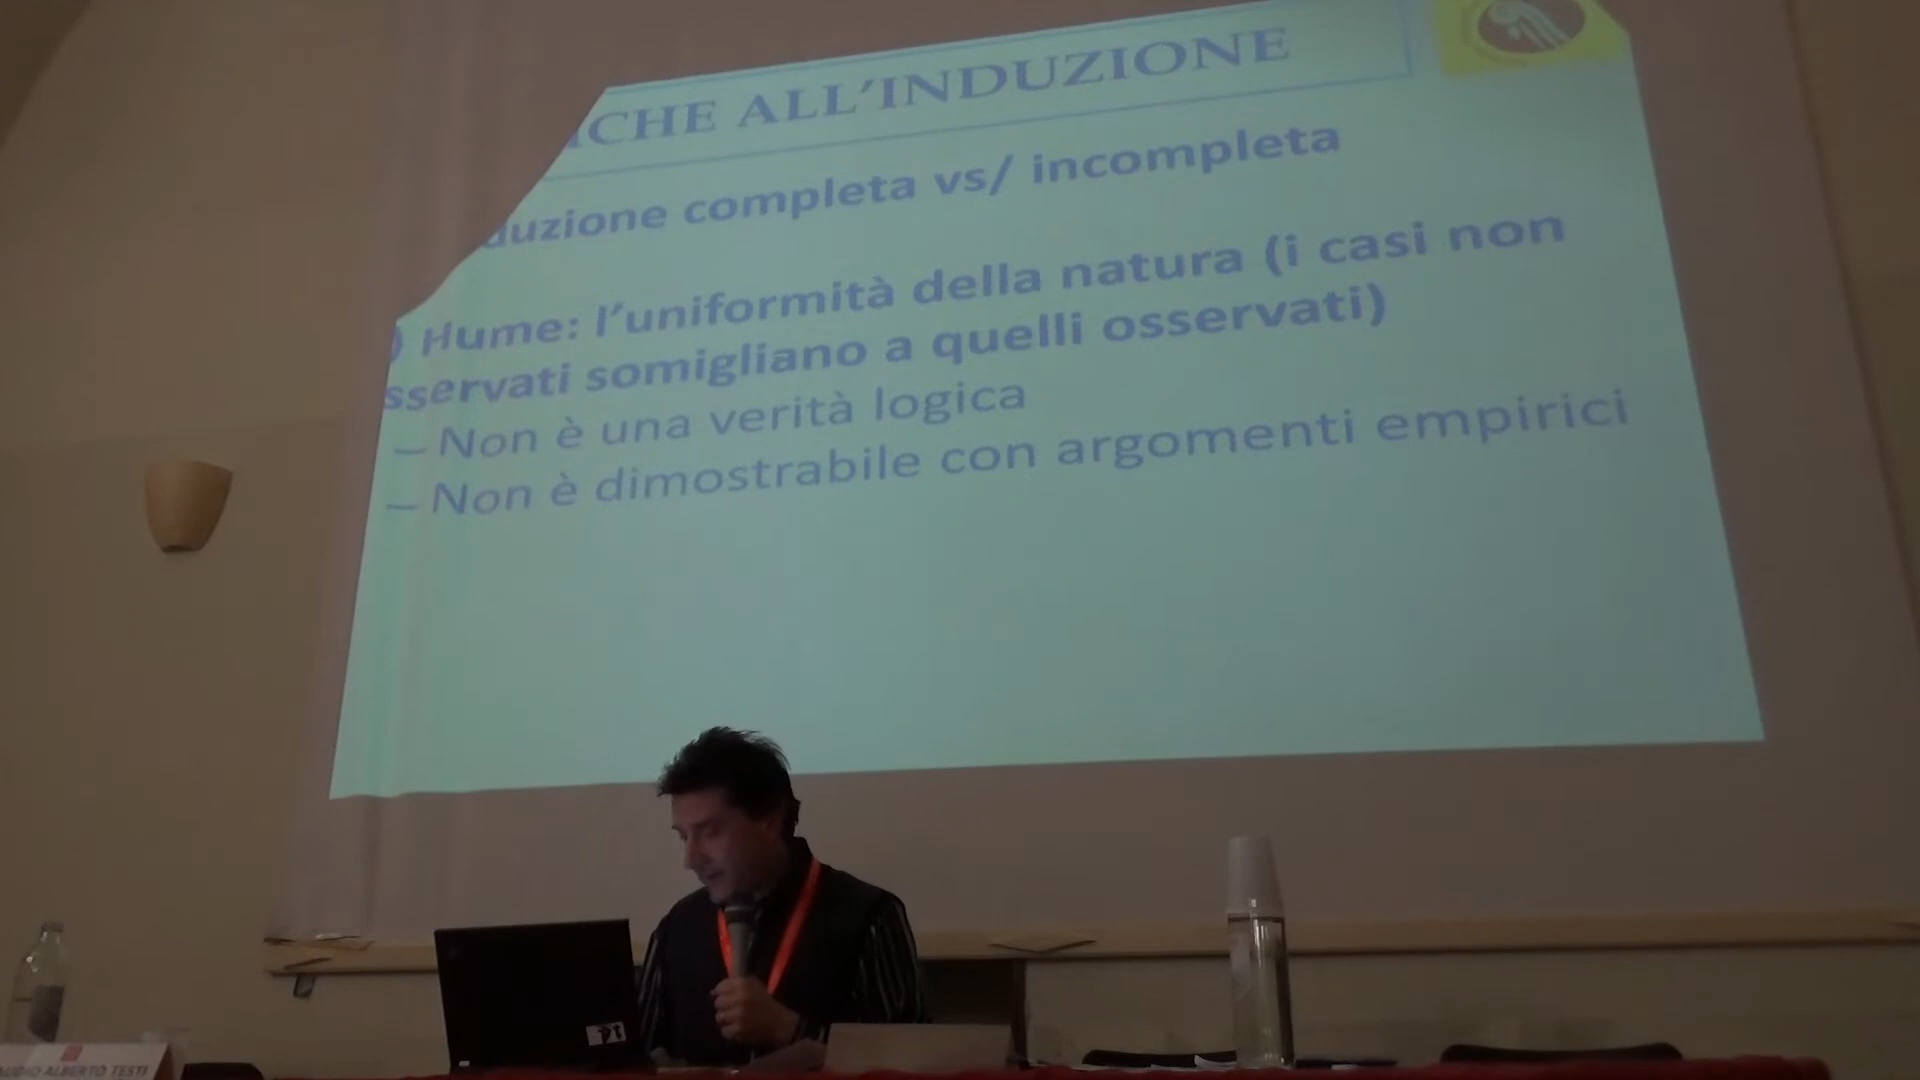 ICHE ALL'INDUZIONE
duzione completa vs/ incompleta
) Hume: l'uniformità della natura (i casi non
sservati somigliano a quelli osservati)
– Non è una verità logica
– Non è dimostrabile con argomenti empirici
AUDIO ALBERTO TESTI